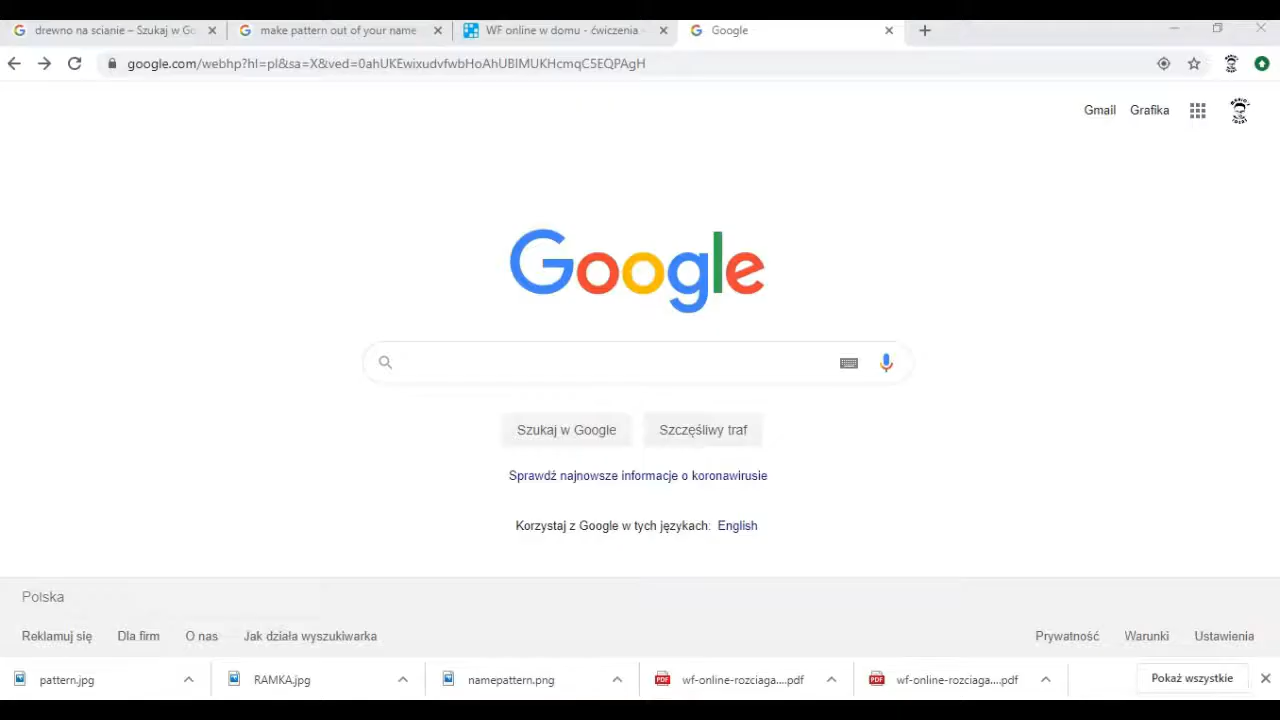 drewno na scianie – Szukaj w Go
make pattern out of your name
WF online w domu - ćwiczenia -
Google
google.com/webhp?hl=pl&sa=X&ved=0ahUKEwixudvfwbHoAhUBlMUKHcmqC5EQPAgH
Gmail Grafika
Google
Szukaj w Google Szczęśliwy traf
Sprawdź najnowsze informacje o koronawirusie
Korzystaj z Google w tych językach: English
Polska
Reklamuj się Dla firm O nas Jak działa wyszukiwarka Prywatność Warunki Ustawienia
pattern.jpg RAMKA.jpg namepattern.png wf-online-rozciaga....pdf wf-online-rozciaga....pdf Pokaż wszystkie